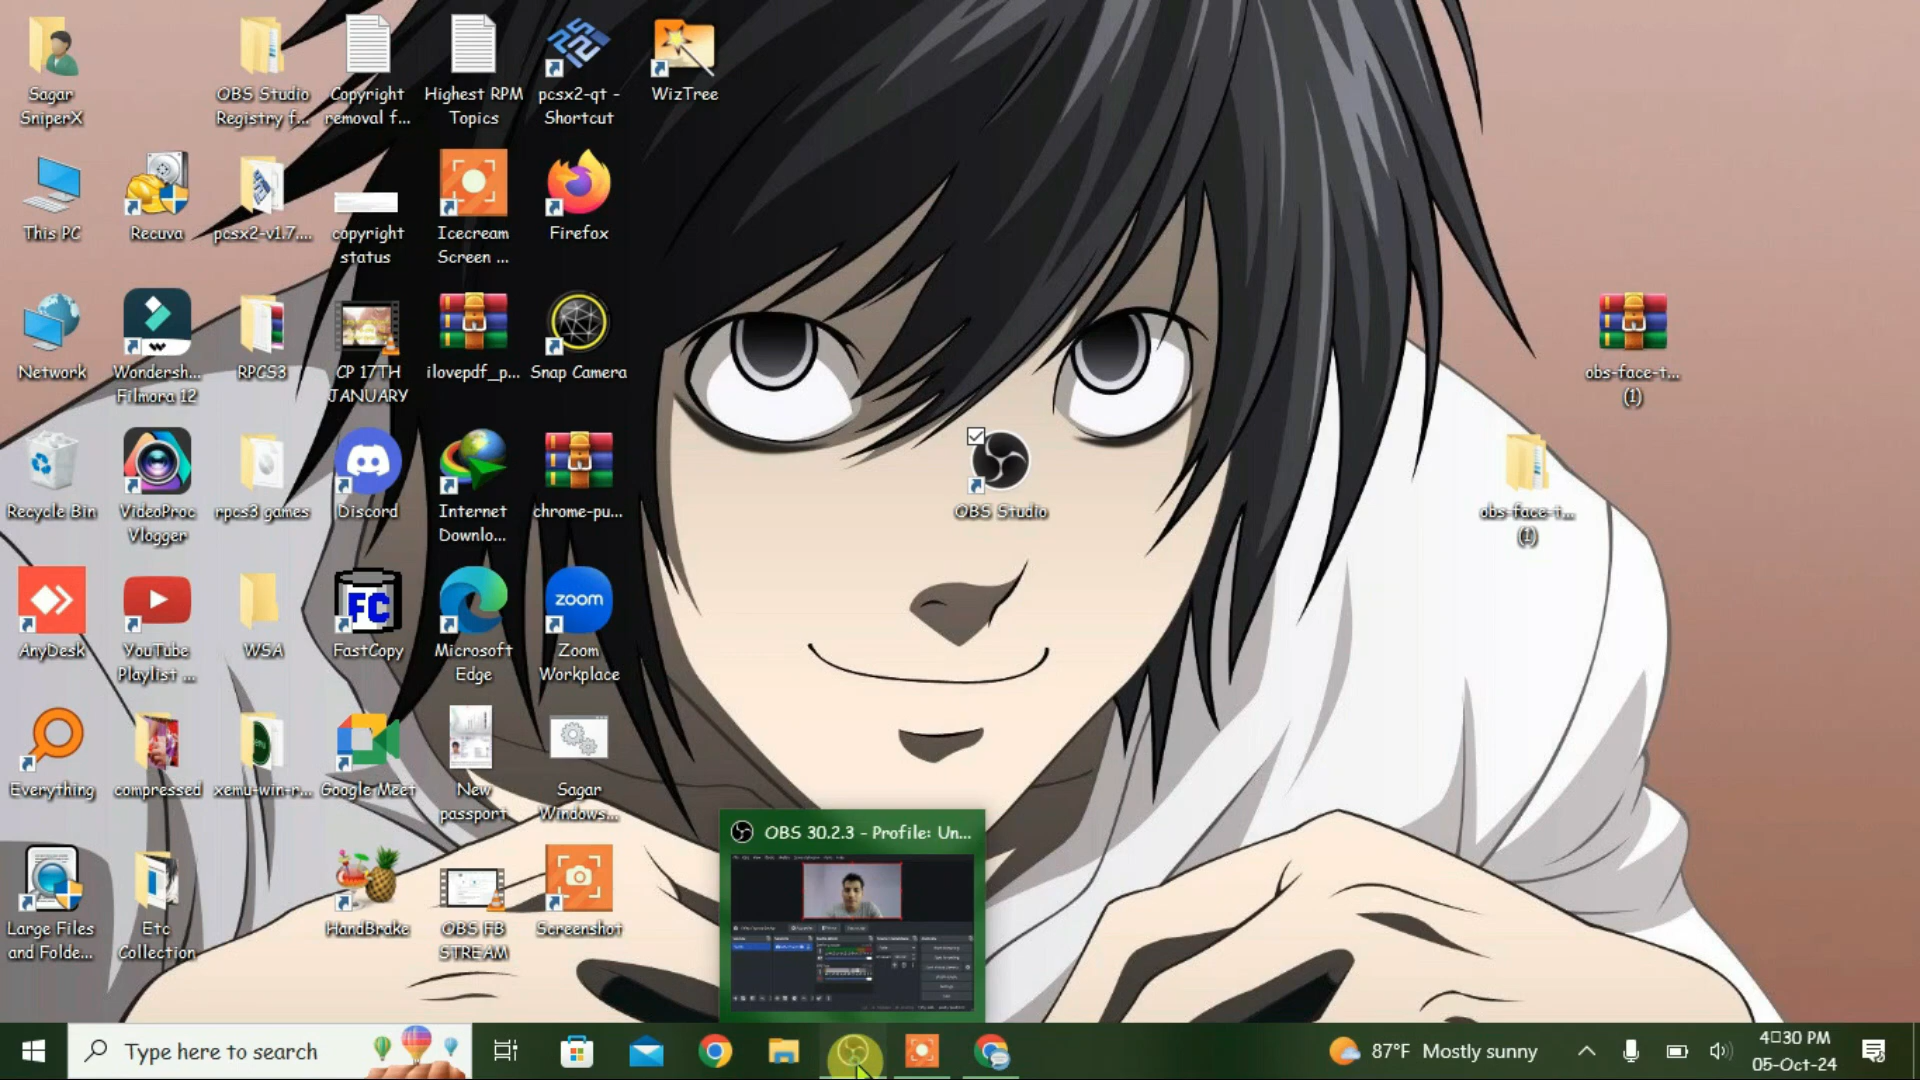 Sagar
SniperX
OBS Studio
Registry f...
Copyright
removal f...
Highest RPM
Topics
pcsx2-qt -
Shortcut
WizTree
This PC
Recuva
pcsx2-v1.7....
copyright
status
Icecream
Screen ...
Firefox
Network
Wondersh...
Filmora 12
RPCS3
CP 17TH
JANUARY
ilovepdf_p...
Snap Camera
obs-face-t...
(1)
Recycle Bin
VideoProc
Vlogger
rpcs3 games
Discord
Internet
Downlo...
chrome-pu...
OBS Studio
obs-face-t...
(1)
FC
zoom
AnyDesk
YouTube
Playlist ...
WSA
FastCopy
Microsoft
Edge
Zoom
Workplace
Everything
compressed
xemu-win-r...
Google Meet
New
passport
Sagar
Windows...
OBS 30.2.3 - Profile: Un...
Large Files
and Folde...
Etc
Collection
HandBrake
OBS FB
STREAM
Screenshot
Type here to search
87°F Mostly sunny
4□30 PM
05-Oct-24